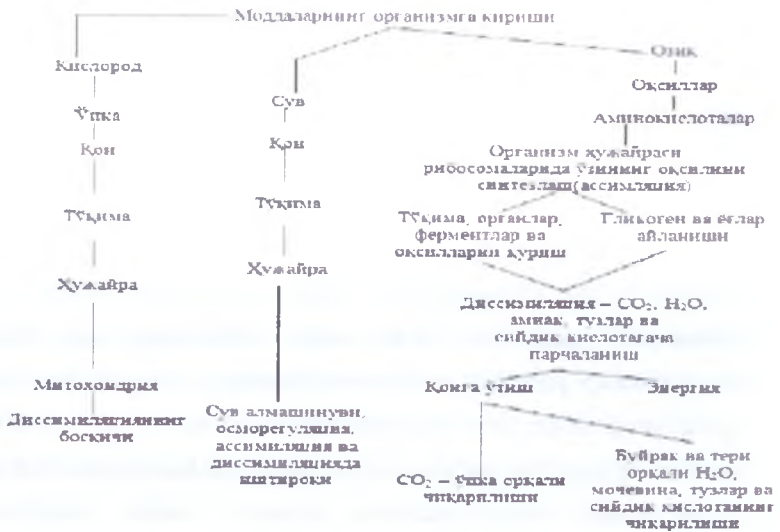 Моддаларнинг организмга кириши
Кислород
Ўпка
Қон
Тўқима
Ҳужайра
Митохондрия
Диссимиляциянинг
босқичи
Сув
Қон
Тўқима
Ҳужайра
Сув алмашинуви,
осморегуляция,
ассимиляция ва
диссимиляцияда
иштироки
Озиқ
Оқсиллар
Аминокислоталар
Организм ҳужайраси
рибосомаларида ўзининг оқсилини
синтезлаш(ассимляция)
Тўқима, органлар,
ферментлар ва
оқсилларни қуриш
Гликоген ва ёғлар
айланиши
Диссимиляция – CO₂, H₂O,
амиак, тузлар ва
сийдик кислотагача
парчаланиш
Қонга ўтиш
Энергия
CO₂ – ўпка орқали
чиқарилиши
Буйрак ва тери
орқали H₂O,
мочевина, тузлар ва
сийдик кислотанинг
чиқарилиши